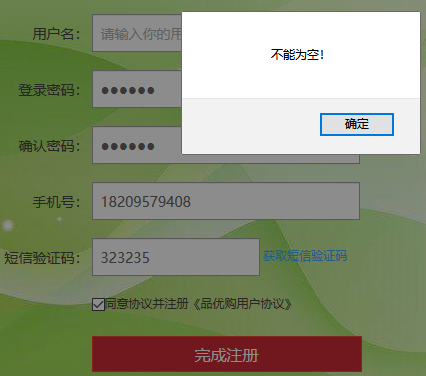 用户名： 请输入你的用
不能为空！
登录密码： ●●●●●●
确定
确认密码： ●●●●●●
手机号： 18209579408
短信验证码： 323235 获取短信验证码
同意协议并注册《品优购用户协议》
完成注册